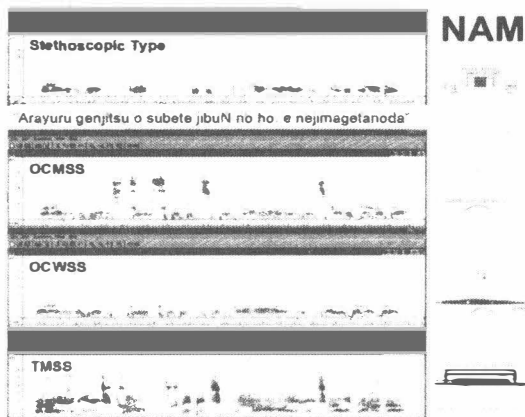 NAM
Stethoscopic Type
"Arayuru genjitsu o subete jibuN no ho. e nejimagetanoda"
OCMSS
OCWSS
TMSS